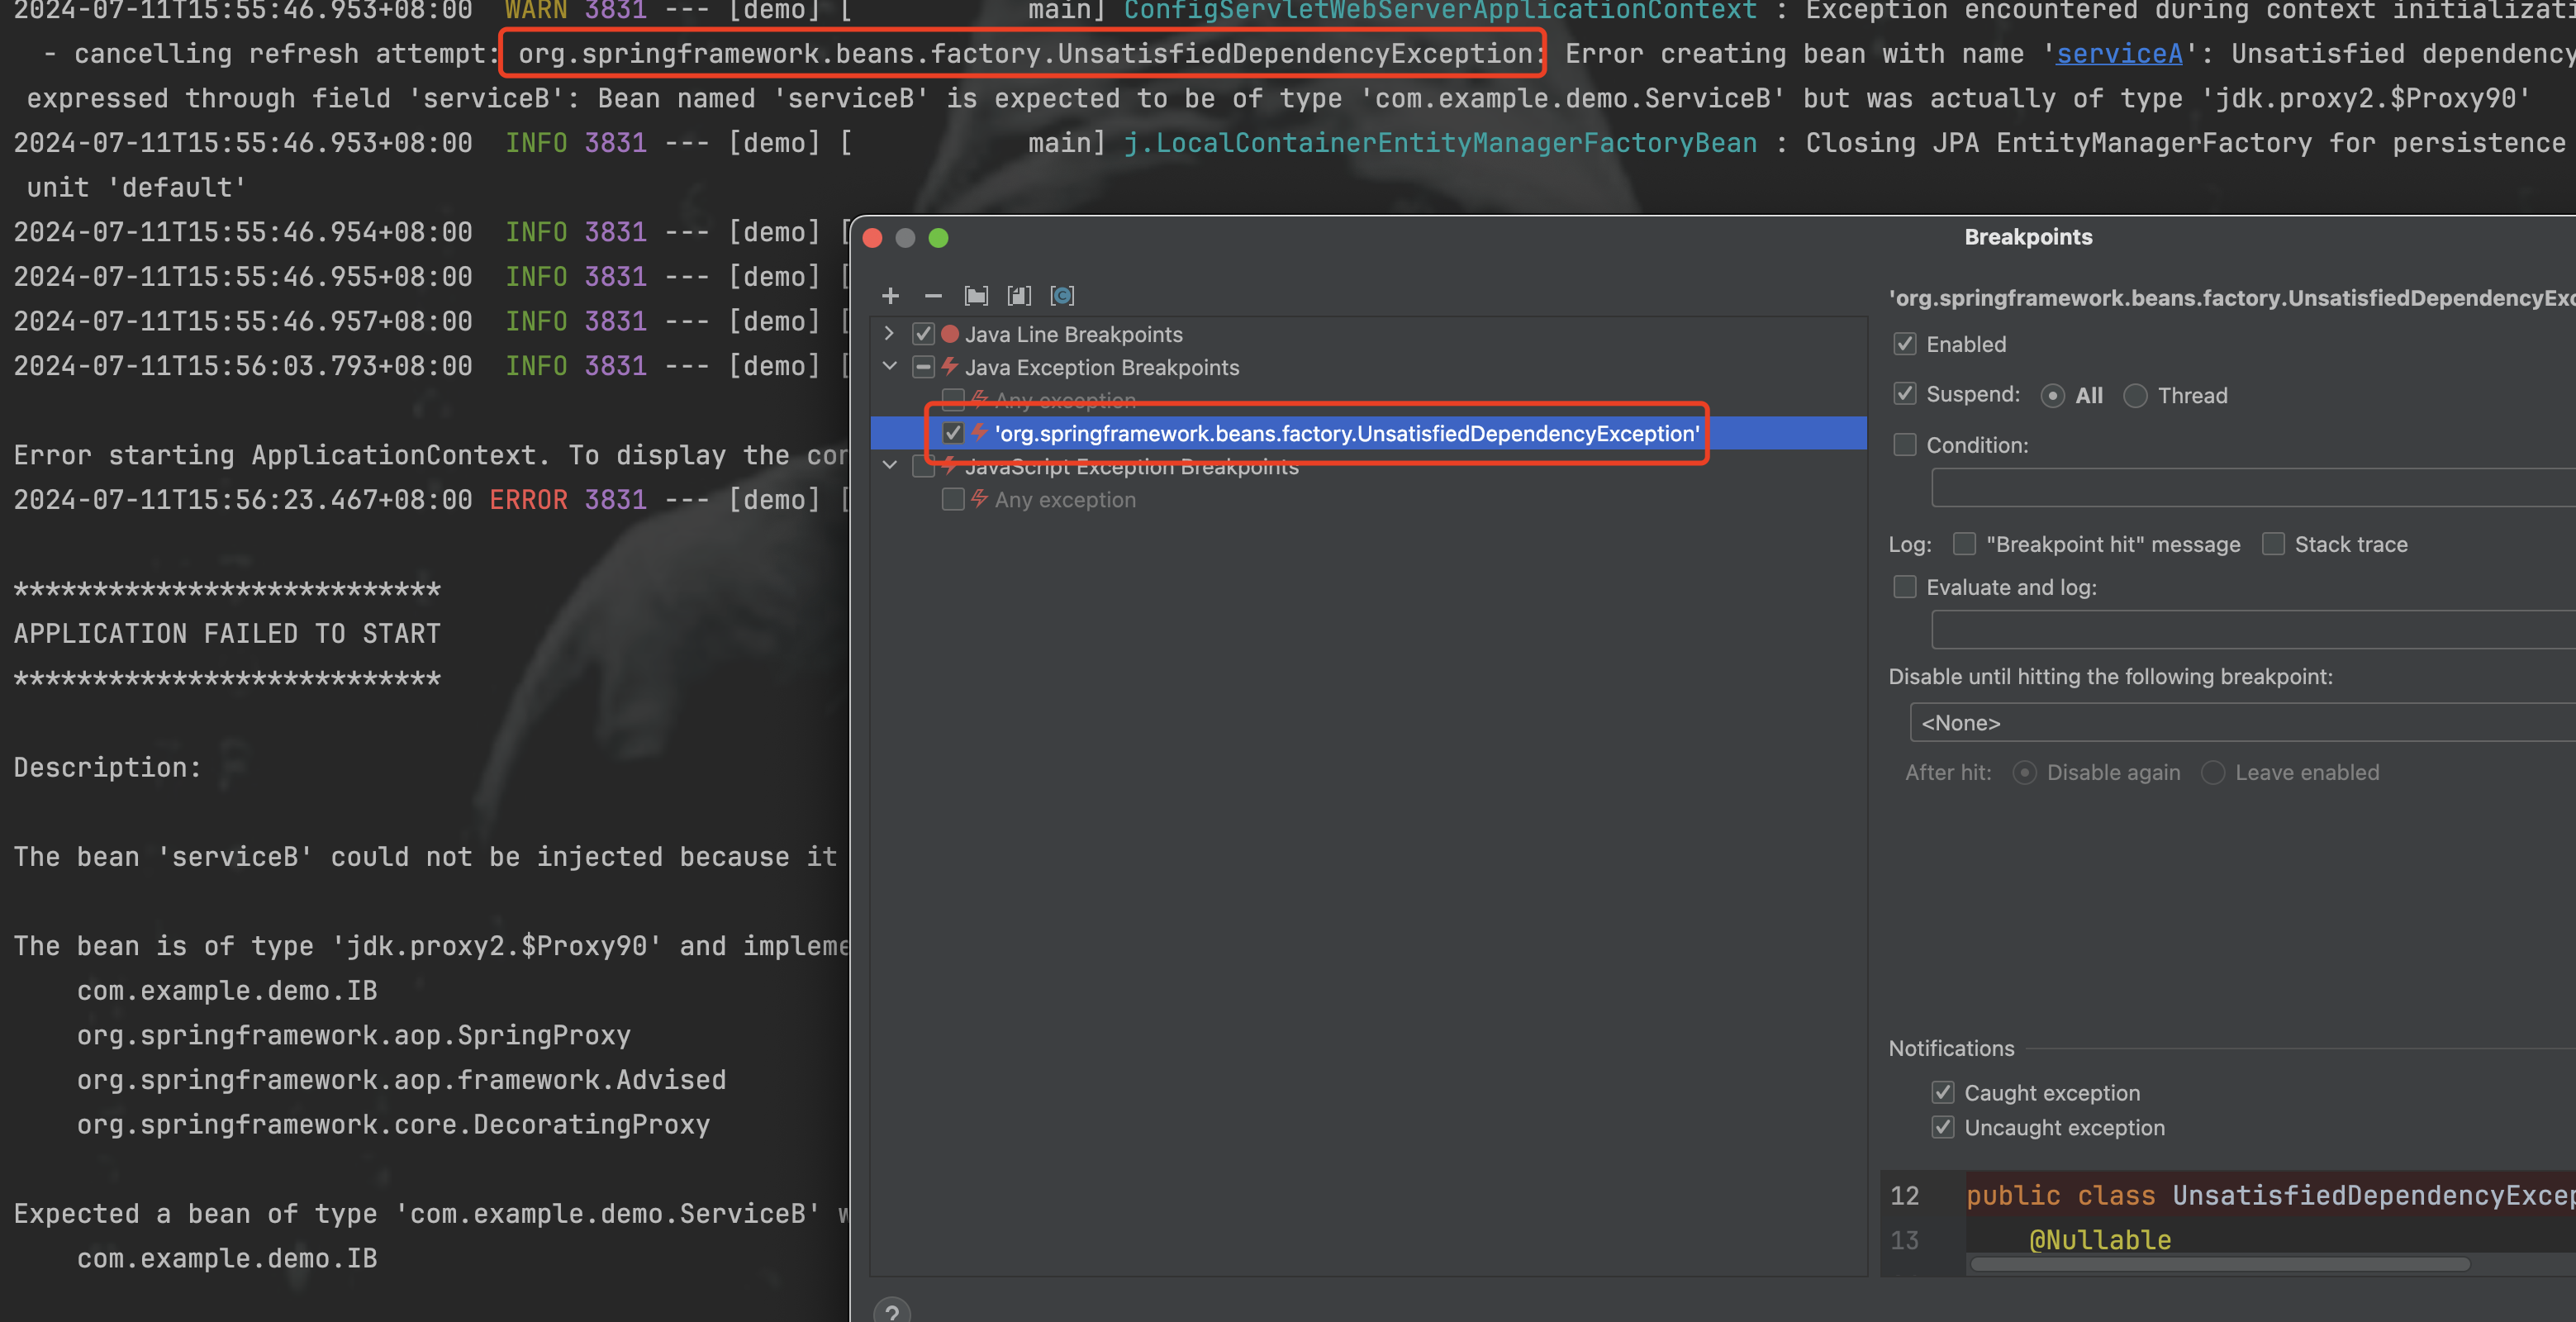 2024-07-11T15:55:46.953+08:00  WARN 3831 --- [demo] [           main] ConfigServletWebServerApplicationContext : Exception encountered during context
 - cancelling refresh attempt: org.springframework.beans.factory.UnsatisfiedDependencyException: Error creating bean with name 'serviceA': Unsatisfied dependency
expressed through field 'serviceB': Bean named 'serviceB' is expected to be of type 'com.example.demo.ServiceB' but was actually of type 'jdk.proxy2.$Proxy90'
2024-07-11T15:55:46.953+08:00  INFO 3831 --- [demo] [           main] j.LocalContainerEntityManagerFactoryBean : Closing JPA EntityManagerFactory for persistence
unit 'default'
2024-07-11T15:55:46.954+08:00  INFO 3831 --- [demo] [
2024-07-11T15:55:46.955+08:00  INFO 3831 --- [demo] [
2024-07-11T15:55:46.957+08:00  INFO 3831 --- [demo] [
2024-07-11T15:56:03.793+08:00  INFO 3831 --- [demo] [
Error starting ApplicationContext. To display the
2024-07-11T15:56:23.467+08:00 ERROR 3831 --- [demo] [
***************************
APPLICATION FAILED TO START
***************************
Description:
The bean 'serviceB' could not be injected because it
The bean is of type 'jdk.proxy2.$Proxy90' and
com.example.demo.IB
org.springframework.aop.SpringProxy
org.springframework.aop.framework.Advised
org.springframework.core.DecoratingProxy
Expected a bean of type 'com.example.demo.ServiceB'
com.example.demo.IB
Breakpoints
Java Line Breakpoints
Java Exception Breakpoints
Any exception
'org.springframework.beans.factory.UnsatisfiedDependencyException'
JavaScript Exception Breakpoints
Any exception
?
'org.springframework.beans.factory.UnsatisfiedDependencyExc
Enabled
Suspend: All Thread
Condition:
Log: "Breakpoint hit" message Stack trace
Evaluate and log:
Disable until hitting the following breakpoint:
<None>
After hit: Disable again Leave enabled
Notifications
Caught exception
Uncaught exception
12 public class UnsatisfiedDependencyExcep
13 @Nullable